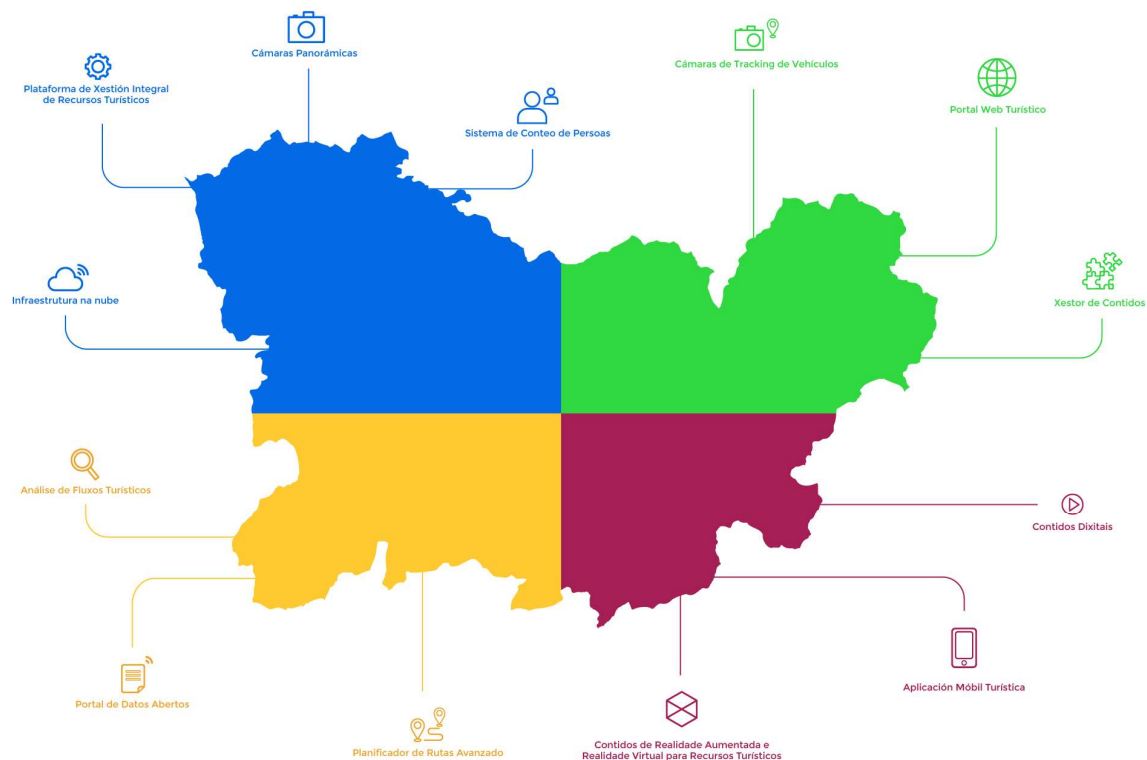 Cámaras Panorámicas
Cámaras de Tracking de Vehículos
Plataforma de Xestión Integral
de Recursos Turísticos
Portal Web Turístico
Sistema de Conteo de Persoas
Infraestrutura na nube
Xestor de Contidos
Análise de Fluxos Turísticos
Contidos Dixitais
Aplicación Móbil Turística
Portal de Datos Abertos
Planificador de Rutas Avanzado
Contidos de Realidade Aumentada e
Realidade Virtual para Recursos Turísticos